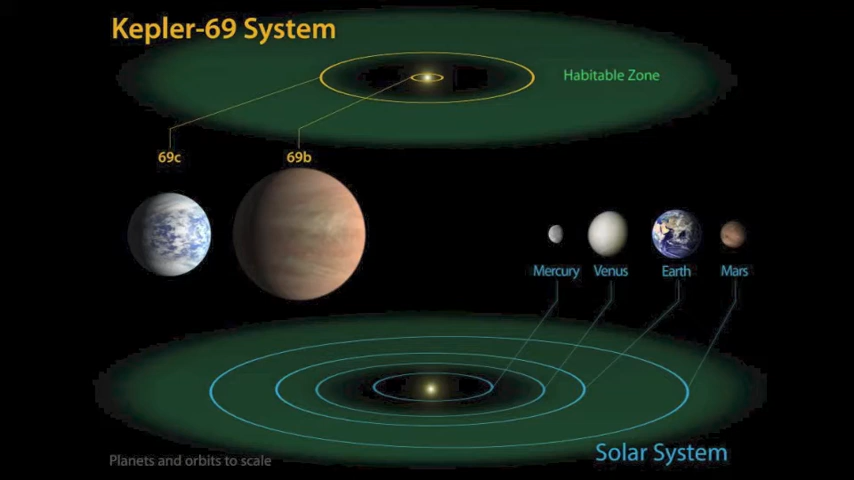 Kepler-69 System
Habitable Zone
69c
69b
Mercury
Venus
Earth
Mars
Solar System
Planets and orbits to scale